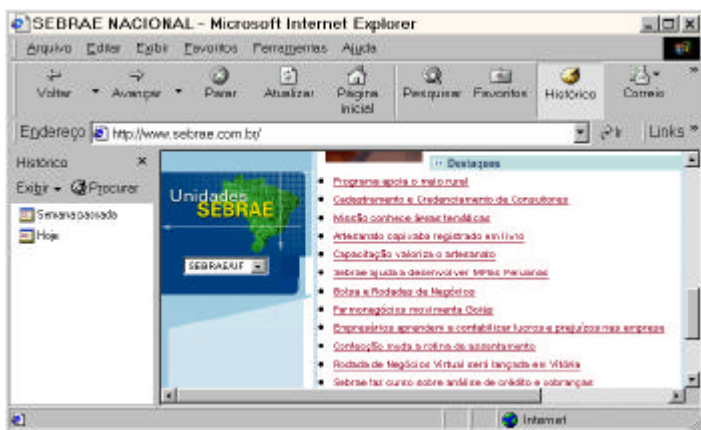 SEBRAE NACIONAL - Microsoft Internet Explorer
Arquivo Editar Exibir Favoritos Ferramentas Ajuda
Voltar Avançar Parar Atualizar Página inicial Pesquisar Favoritos Histórico Correio »
Endereço http://www.sebrae.com.br/ Ir Links »
Histórico ×
Exibir Procurar
Semana passada
Hoje
Unidades
SEBRAE
SEBRAE/UF
Destaques
Programa apoia o meio rural
Cadastramento e Credenciamento de Consultores
Missão conhece áreas temáticas
Artesanato capixaba registrado em livro
Capacitação valoriza o artesanato
Sebrae ajuda a desenvolver MPEs Peruanas
Bolsa e Rodadas de Negócios
Farmonegócios movimenta Goiás
Empresários aprendem a contabilizar lucros e prejuízos nas empresa
Confecção muda a rotina de assentamento
Rodada de Negócios Virtual será lançada em Vitória
Sebrae faz curso sobre análise de crédito e cobranças
Internet